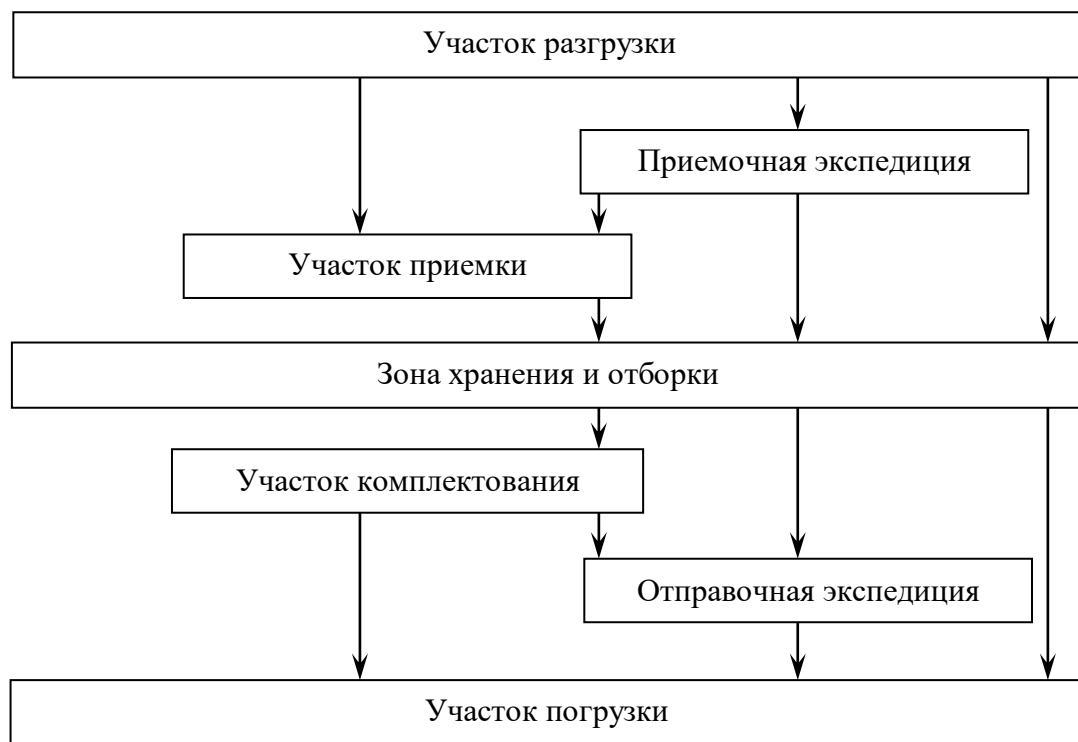 Участок разгрузки
Приемочная экспедиция
Участок приемки
Зона хранения и отборки
Участок комплектования
Отправочная экспедиция
Участок погрузки